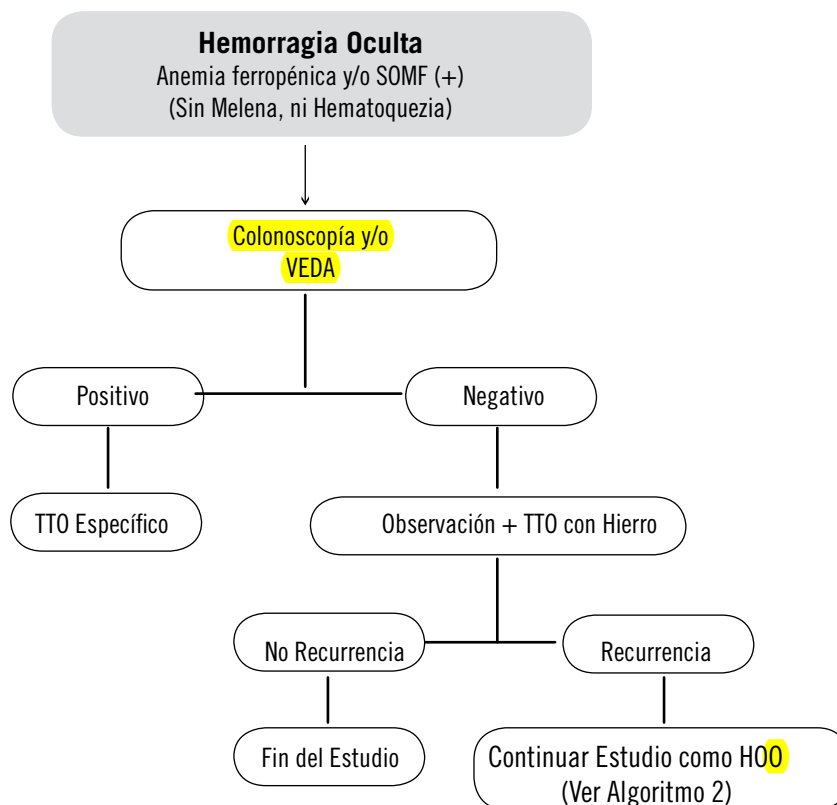 Hemorragia Oculta
Anemia ferropénica y/o SOMF (+)
(Sin Melena, ni Hematoquezia)
Colonoscopía y/o
VEDA
Positivo
Negativo
TTO Específico
Observación + TTO con Hierro
No Recurrencia
Recurrencia
Fin del Estudio
Continuar Estudio como HOO
(Ver Algoritmo 2)